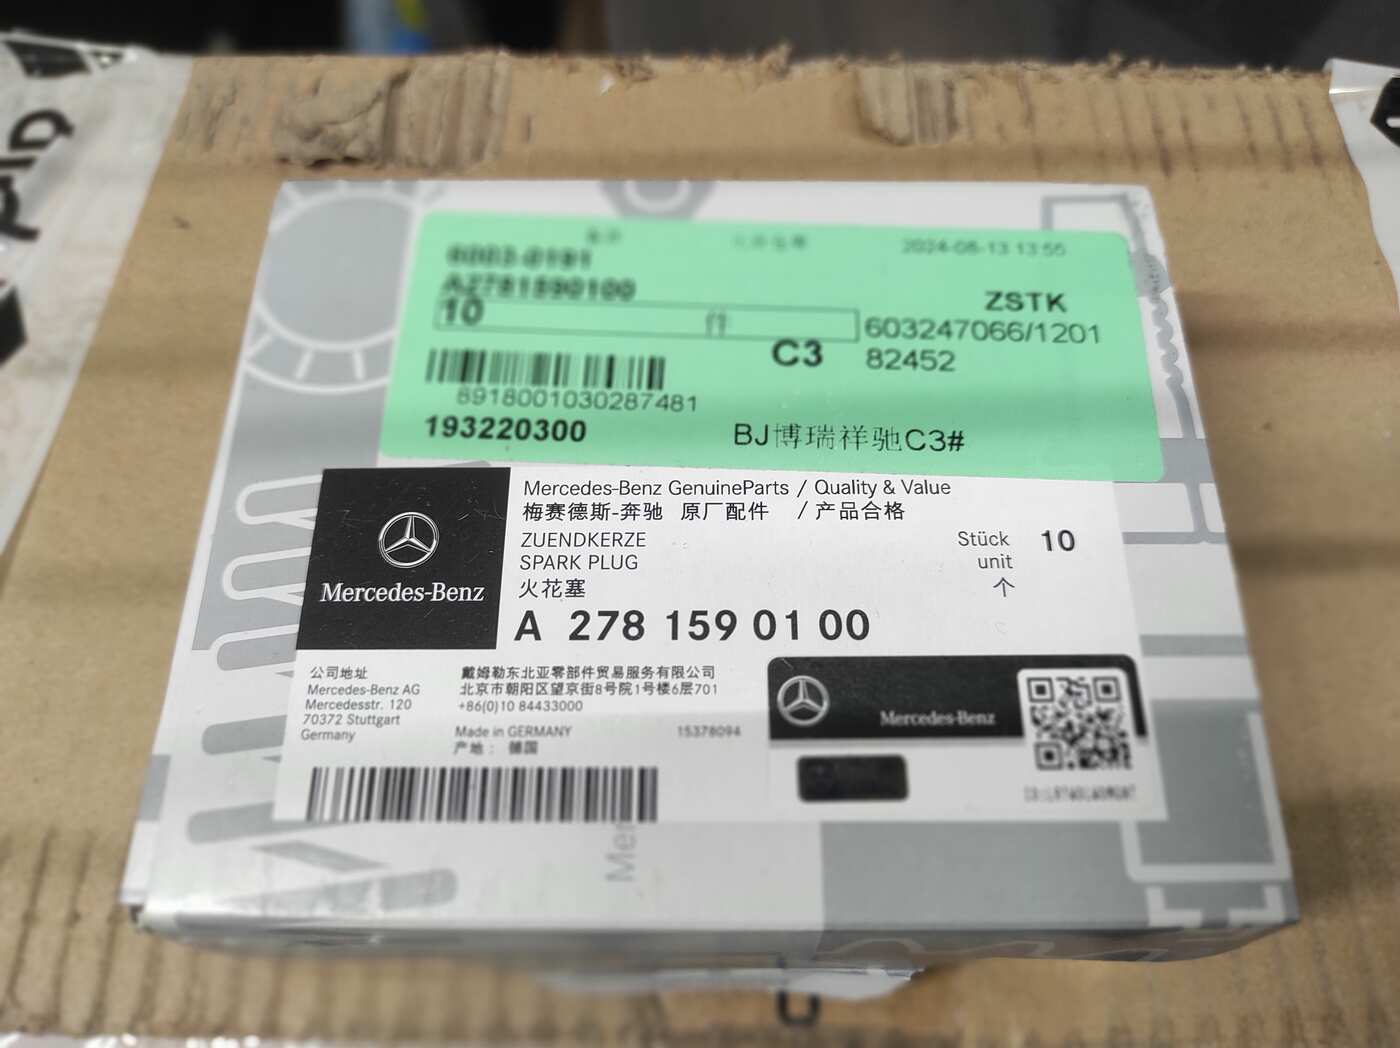 6003-0191
2024-06-13 13:55
A2781590100
10 件
ZSTK
603247066/1201
C3
82452
8918001030287481
193220300
BJ博瑞祥驰C3#
Mercedes-Benz GenuineParts / Quality & Value
梅赛德斯-奔驰 原厂配件 / 产品合格
ZUENDKERZE
SPARK PLUG
火花塞
Stück 10
unit
个
A 278 159 01 00
Mercedes-Benz
公司地址
Mercedes-Benz AG
Mercedesstr. 120
70372 Stuttgart
Germany
戴姆勒东北亚零部件贸易服务有限公司
北京市朝阳区望京街8号院1号楼6层701
+86(0)10 84433000
Made in GERMANY
15378094
产地： 德国
Mercedes-Benz
Mer